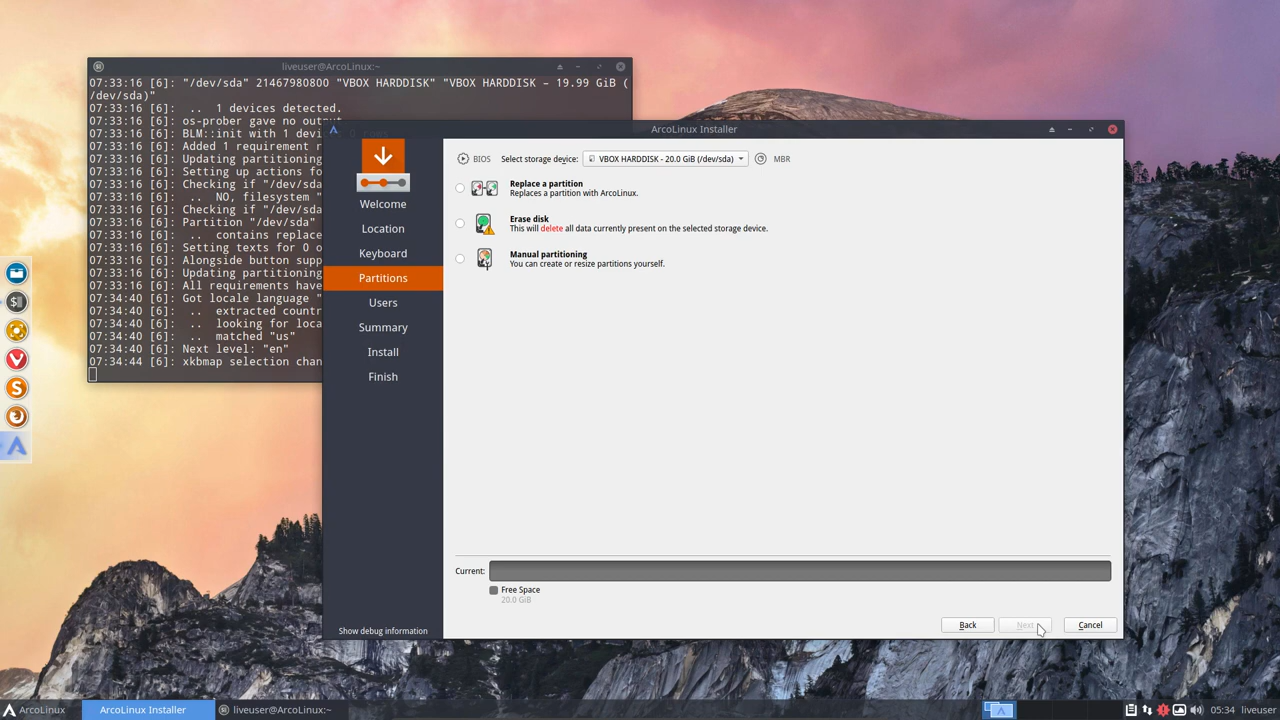 liveuser@ArcoLinux:~
07:33:16 [6]: "/dev/sda" 21467980800 "VBOX HARDDISK" "VBOX HARDDISK – 19.99 GiB (
/dev/sda)"
07:33:16 [6]:  ..  1 devices detected.
07:33:16 [6]: os-prober gave no output.
07:33:16 [6]: BLM::init with 1 devi
07:33:16 [6]: Added 1 requirement r
07:33:16 [6]: Updating partitioning
07:33:16 [6]: Setting up actions fo
07:33:16 [6]: Checking if "/dev/sda
07:33:16 [6]:  ..  NO, filesystem "
07:33:16 [6]: Checking if "/dev/sda
07:33:16 [6]: Partition "/dev/sda"
07:33:16 [6]:  ..  contains replace
07:33:16 [6]: Setting texts for 0 o
07:33:16 [6]: Alongside button supp
07:33:16 [6]: Updating partitioning
07:33:16 [6]: All requirements have
07:34:40 [6]: Got locale language "
07:34:40 [6]:  ..  extracted countr
07:34:40 [6]:  ..  looking for loca
07:34:40 [6]:  ..  matched "us"
07:34:40 [6]: Next level: "en"
07:34:44 [6]: xkbmap selection chan
ArcoLinux Installer
Welcome
Location
Keyboard
Partitions
Users
Summary
Install
Finish
Show debug information
BIOS Select storage device: VBOX HARDDISK - 20.0 GiB (/dev/sda) MBR
Replace a partition
Replaces a partition with ArcoLinux.
Erase disk
This will delete all data currently present on the selected storage device.
Manual partitioning
You can create or resize partitions yourself.
Current:
Free Space
20.0 GiB
Back Next Cancel
ArcoLinux ArcoLinux Installer liveuser@ArcoLinux:~ 05:34 liveuser